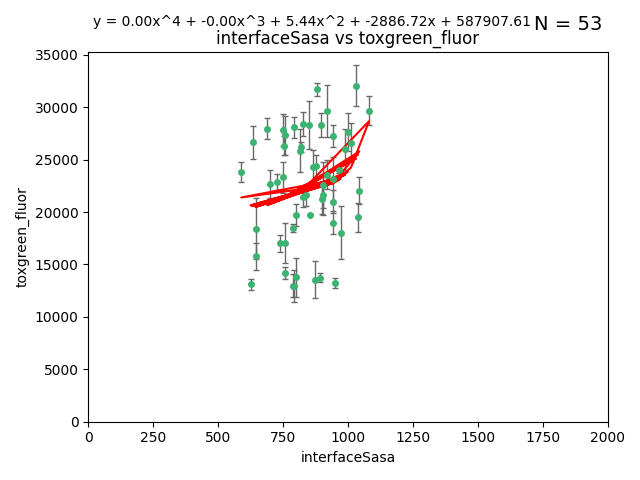 y = 0.00x^4 + -0.00x^3 + 5.44x^2 + -2886.72x + 587907.61 N = 53
interfaceSasa vs toxgreen_fluor
35000
30000
25000
20000
15000
10000
5000
0
toxgreen_fluor
0 250 500 750 1000 1250 1500 1750 2000
interfaceSasa